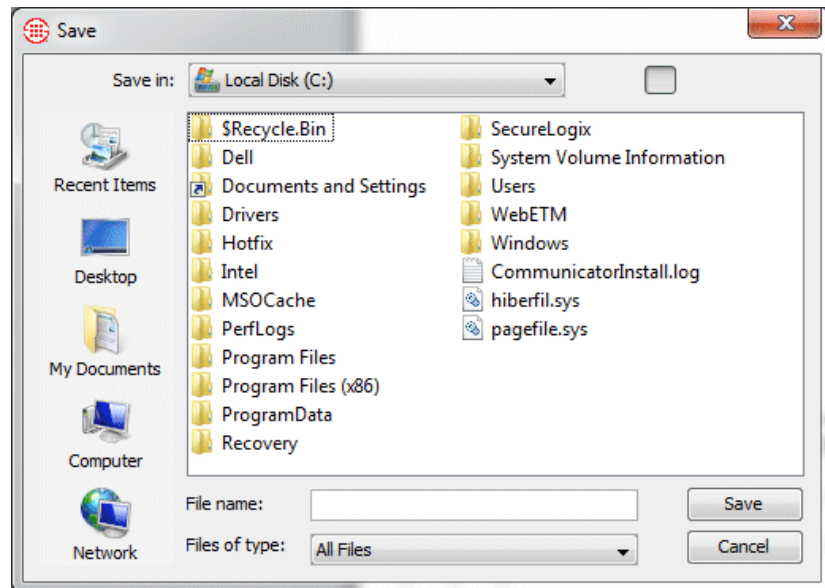 Save
Save in:
Local Disk (C:)
Recent Items
Desktop
My Documents
Computer
Network
$Recycle.Bin
Dell
Documents and Settings
Drivers
Hotfix
Intel
MSOCache
PerfLogs
Program Files
Program Files (x86)
ProgramData
Recovery
SecureLogix
System Volume Information
Users
WebETM
Windows
CommunicatorInstall.log
hiberfil.sys
pagefile.sys
File name:
Save
Files of type:
All Files
Cancel